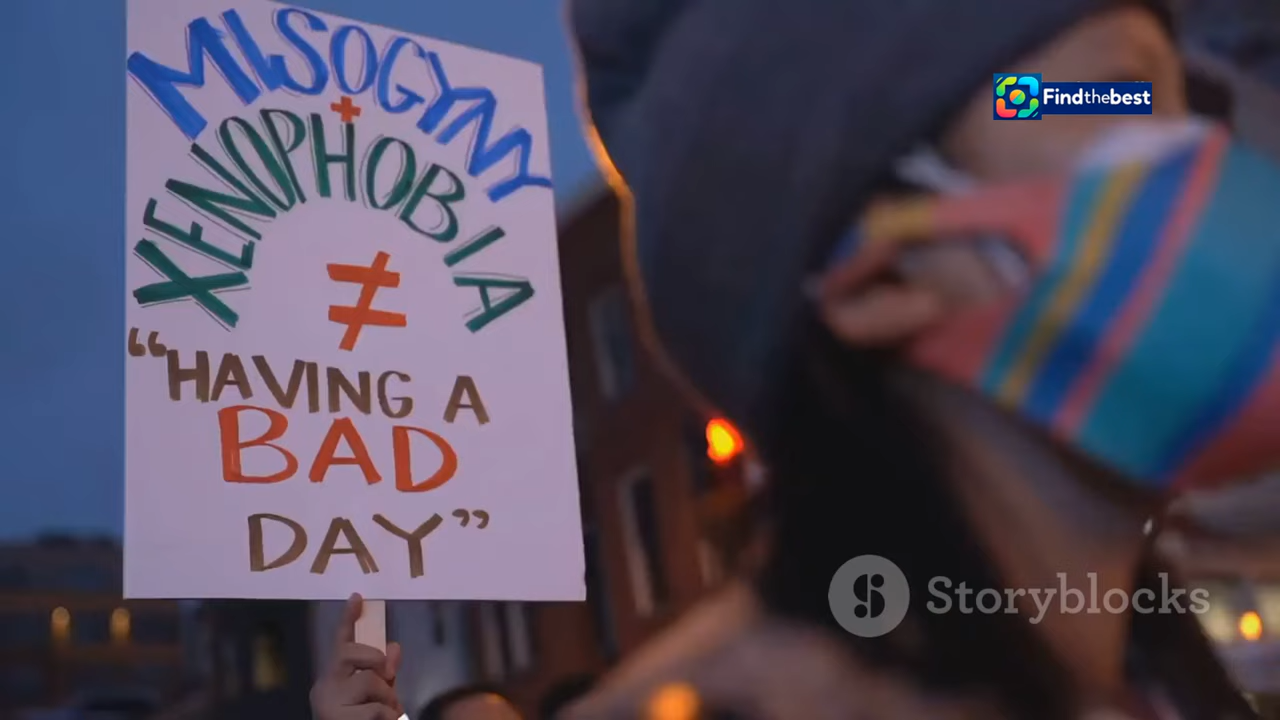 MISOGYNY
+
XENOPHOBIA
≠
“HAVING A
BAD
DAY”
Findthebest
Storyblocks